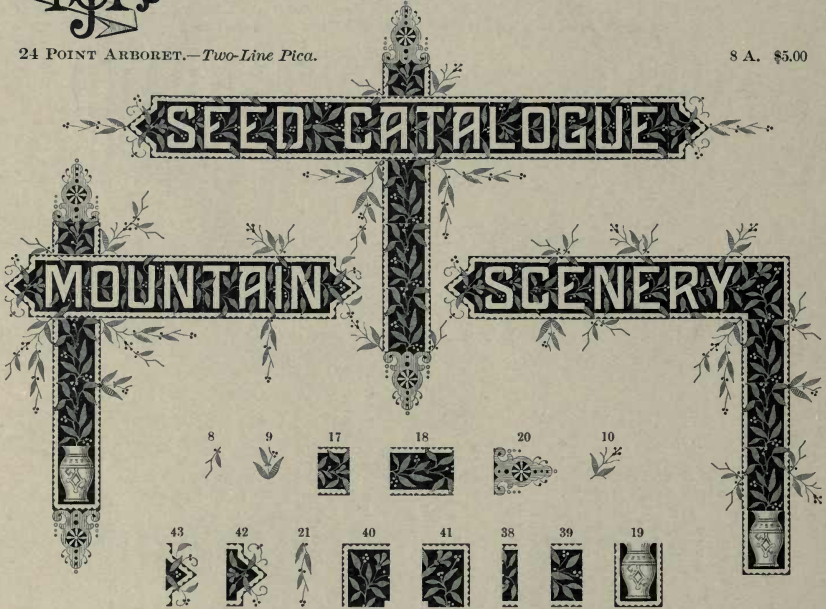 24 POINT ARBORET.—Two-Line Pica. 8 A. $5.00
SEED CATALOGUE
MOUNTAIN SCENERY
8 9 17 18 20 10
43 42 21 40 41 38 39 19